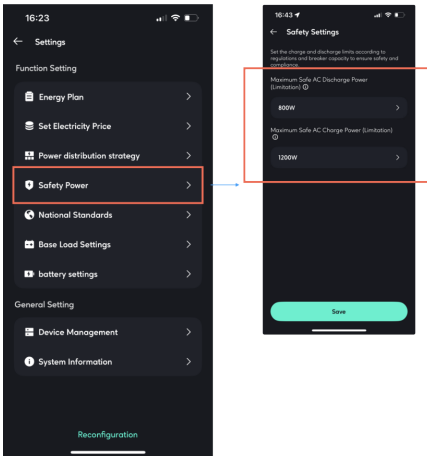 16:23
Settings
Function Setting
Energy Plan
Set Electricity Price
Power distribution strategy
Safety Power
National Standards
Base Load Settings
battery settings
General Setting
Device Management
System Information
Reconfiguration
16:43
Safety Settings
Set the charge and discharge limits according to
regulations and breaker capacity to ensure safety and
compliance.
Maximum Safe AC Discharge Power
(Limitation)
800W
Maximum Safe AC Charge Power (Limitation)
1200W
Save